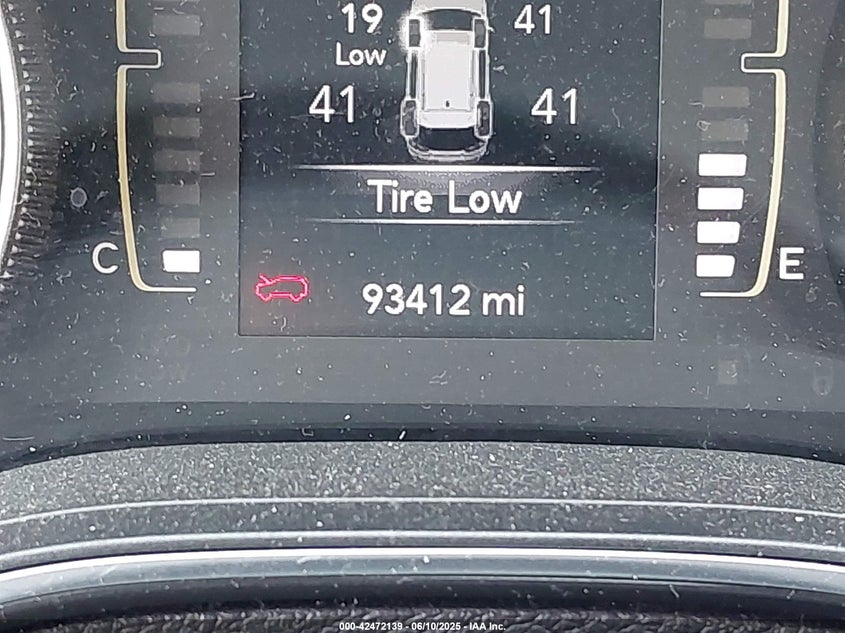 19 41
Low
41 41
Tire Low
C E
93412 mi
000-42472139 - 06/10/2025 - IAA Inc.